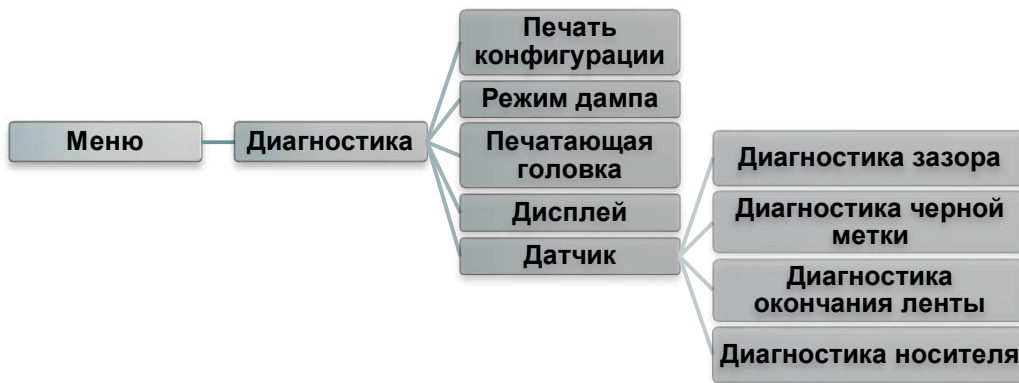 Меню
Диагностика
Печать
конфигурации
Режим дампа
Печатающая
головка
Дисплей
Датчик
Диагностика зазора
Диагностика черной
метки
Диагностика
окончания ленты
Диагностика носителя